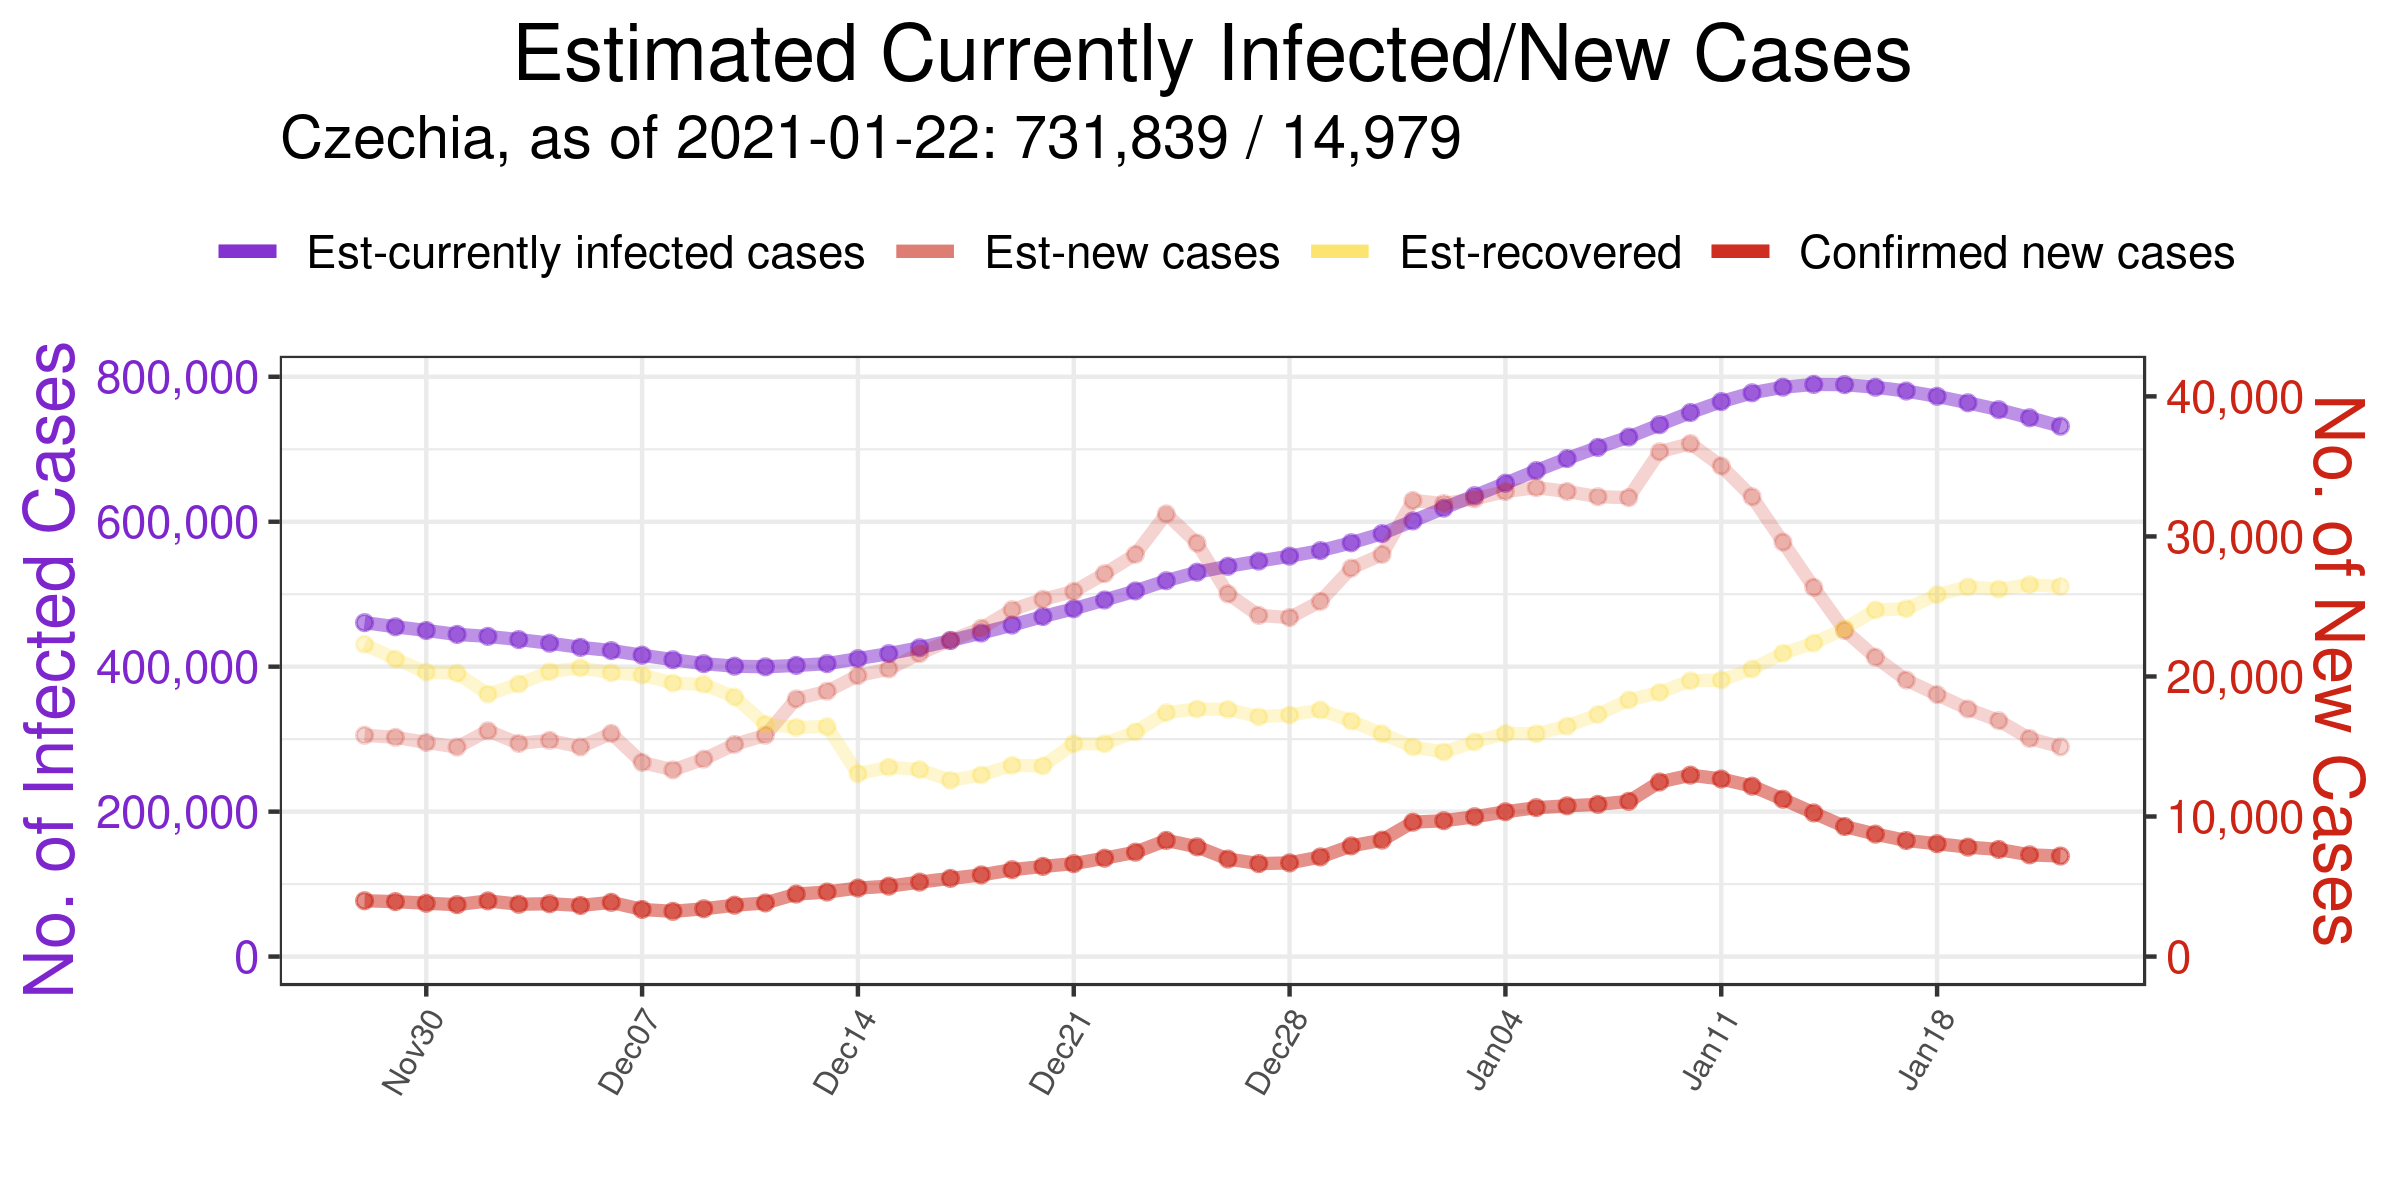 Estimated Currently Infected/New Cases
Czechia, as of 2021-01-22: 731,839 / 14,979
Est-currently infected cases Est-new cases Est-recovered Confirmed new cases
No. of Infected Cases
800,000
600,000
400,000
200,000
0
40,000
30,000
20,000
10,000
0
No. of New Cases
Nov30 Dec07 Dec14 Dec21 Dec28 Jan04 Jan11 Jan18